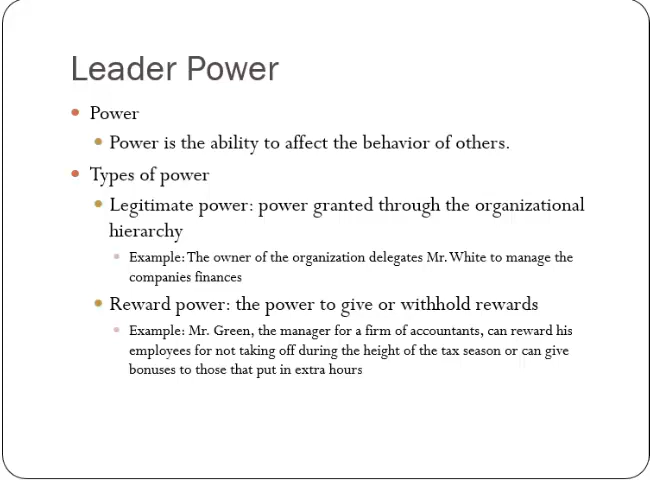 Leader Power
Power
Power is the ability to affect the behavior of others.
Types of power
Legitimate power: power granted through the organizational
hierarchy
Example: The owner of the organization delegates Mr. White to manage the
companies finances
Reward power: the power to give or withhold rewards
Example: Mr. Green, the manager for a firm of accountants, can reward his
employees for not taking off during the height of the tax season or can give
bonuses to those that put in extra hours